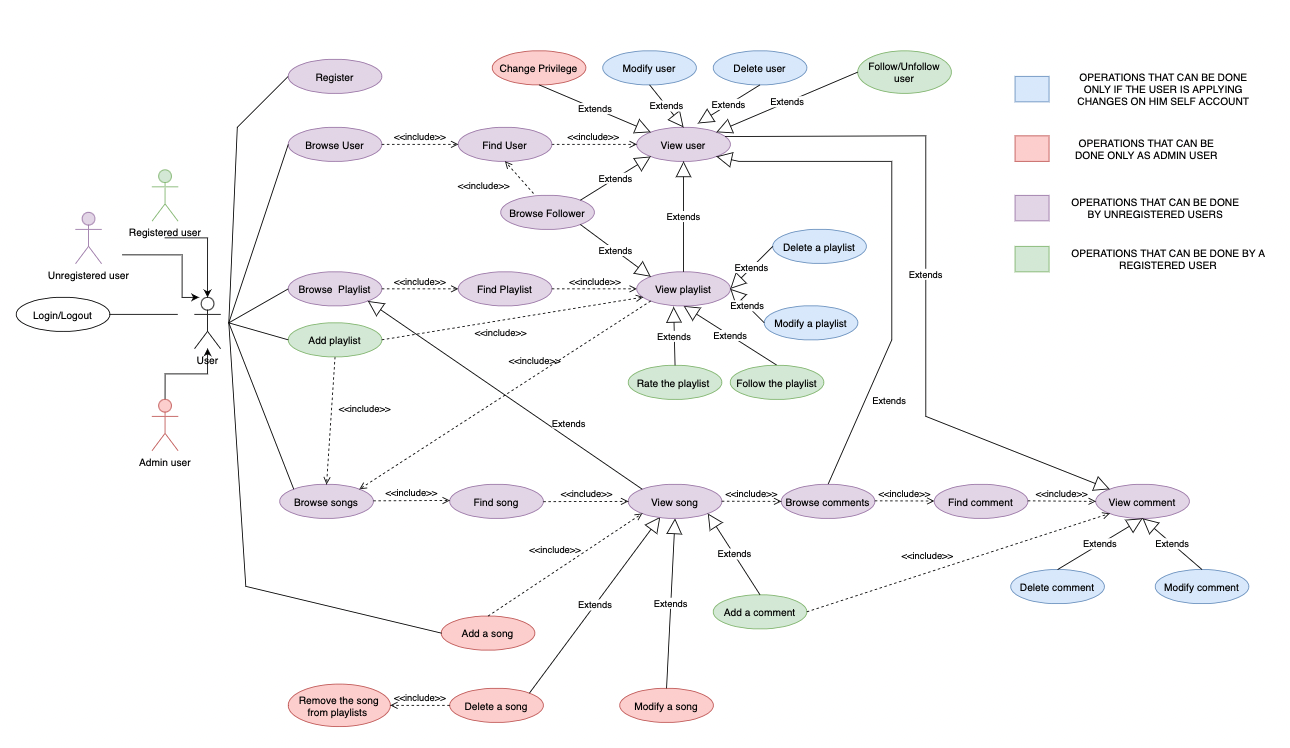 Change Privilege
Modify user
Delete user
Follow/Unfollow
user
Register
Extends
Extends
Extends
Extends
OPERATIONS THAT CAN BE DONE
ONLY IF THE USER IS APPLYING
CHANGES ON HIM SELF ACCOUNT
Browse User
<<include>>
Find User
<<include>>
View user
OPERATIONS THAT CAN BE
DONE ONLY AS ADMIN USER
<<include>>
Extends
Browse Follower
Extends
OPERATIONS THAT CAN BE DONE
BY UNREGISTERED USERS
Registered user
Unregistered user
Extends
Delete a playlist
Extends
Extends
OPERATIONS THAT CAN BE DONE BY A
REGISTERED USER
Browse Playlist
<<include>>
Find Playlist
<<include>>
View playlist
Extends
Modify a playlist
Login/Logout
Add playlist
<<include>>
Extends
Extends
User
<<include>>
Rate the playlist
Follow the playlist
<<include>>
Extends
Extends
Admin user
Browse songs
<<include>>
Find song
<<include>>
View song
<<include>>
Browse comments
<<include>>
Find comment
<<include>>
View comment
<<include>>
Extends
<<include>>
Extends
Extends
Delete comment
Modify comment
Extends
Extends
Add a comment
Add a song
Remove the song
from playlists
<<include>>
Delete a song
Modify a song